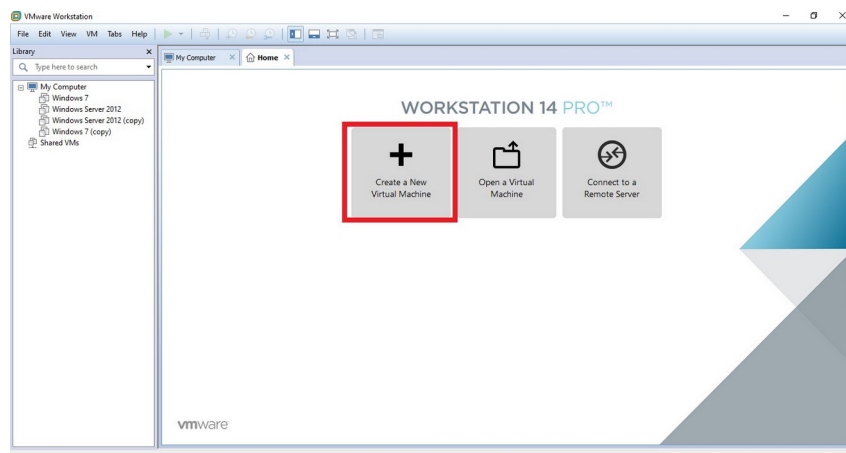 VMware Workstation
File Edit View VM Tabs Help
Library
My Computer
Home
Type here to search
My Computer
Windows 7
Windows Server 2012
Windows Server 2012 (copy)
Windows 7 (copy)
Shared VMs
WORKSTATION 14 PRO™
Create a New
Virtual Machine
Open a Virtual
Machine
Connect to a
Remote Server
vmware